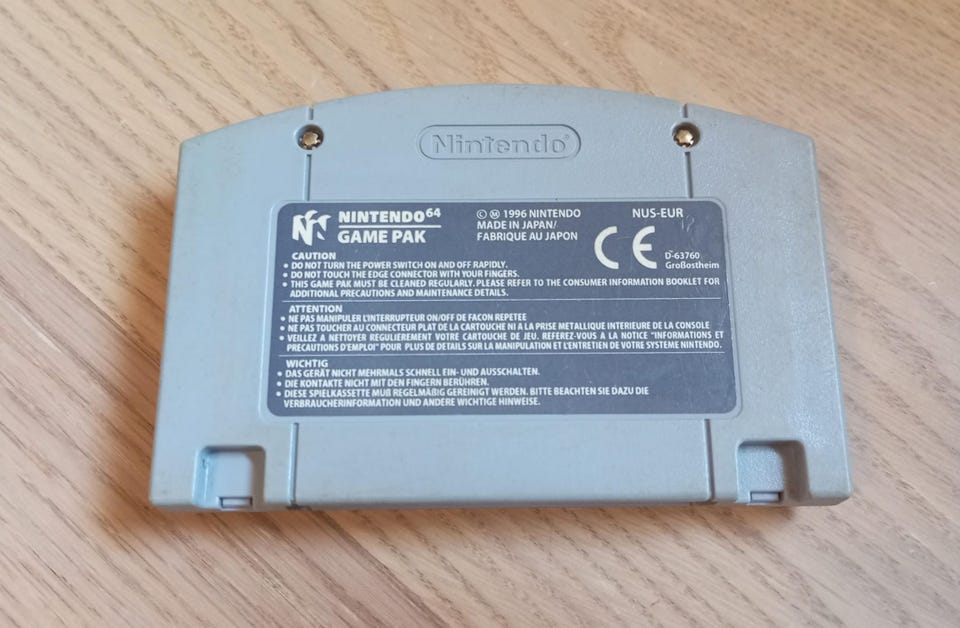 Nintendo®
NINTENDO⁶⁴
GAME PAK
© Ⓜ 1996 NINTENDO
MADE IN JAPAN/
FABRIQUE AU JAPON
NUS-EUR
CE
D-63760
Großostheim
CAUTION
• DO NOT TURN THE POWER SWITCH ON AND OFF RAPIDLY.
• DO NOT TOUCH THE EDGE CONNECTOR WITH YOUR FINGERS.
• THIS GAME PAK MUST BE CLEANED REGULARLY. PLEASE REFER TO THE CONSUMER INFORMATION BOOKLET FOR
ADDITIONAL PRECAUTIONS AND MAINTENANCE DETAILS.
ATTENTION
• NE PAS MANIPULER L'INTERRUPTEUR ON/OFF DE FACON REPETEE
• NE PAS TOUCHER AU CONNECTEUR PLAT DE LA CARTOUCHE NI A LA PRISE METALLIQUE INTERIEURE DE LA CONSOLE
• VEILLEZ A NETTOYER REGULIEREMENT VOTRE CARTOUCHE DE JEU. REFEREZ-VOUS A LA NOTICE "INFORMATIONS ET
PRECAUTIONS D'EMPLOI" POUR PLUS DE DETAILS SUR LA MANIPULATION ET L'ENTRETIEN DE VOTRE SYSTEME NINTENDO.
WICHTIG
• DAS GERÄT NICHT MEHRMALS SCHNELL EIN- UND AUSSCHALTEN.
• DIE KONTAKTE NICHT MIT DEN FINGERN BERÜHREN.
• DIESE SPIELKASSETTE MUß REGELMÄßIG GEREINIGT WERDEN. BITTE BEACHTEN SIE DAZU DIE
VERBRAUCHERINFORMATION UND ANDERE WICHTIGE HINWEISE.